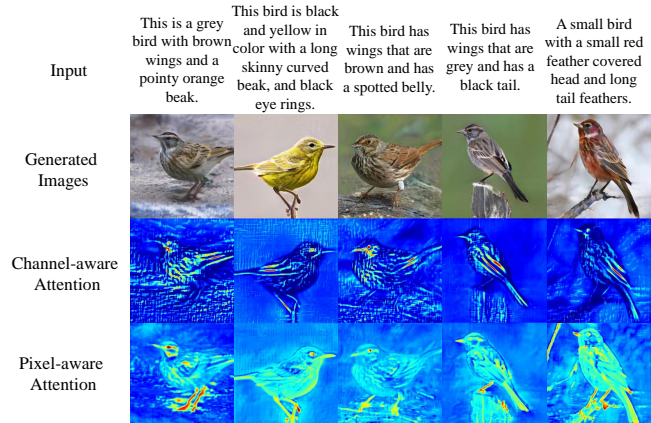 Input
This is a grey
bird with brown
wings and a
pointy orange
beak.
This bird is black
and yellow in
color with a long
skinny curved
beak, and black
eye rings.
This bird has
wings that are
brown and has
a spotted belly.
This bird has
wings that are
grey and has a
black tail.
A small bird
with a small red
feather covered
head and long
tail feathers.
Generated
Images
Channel-aware
Attention
Pixel-aware
Attention